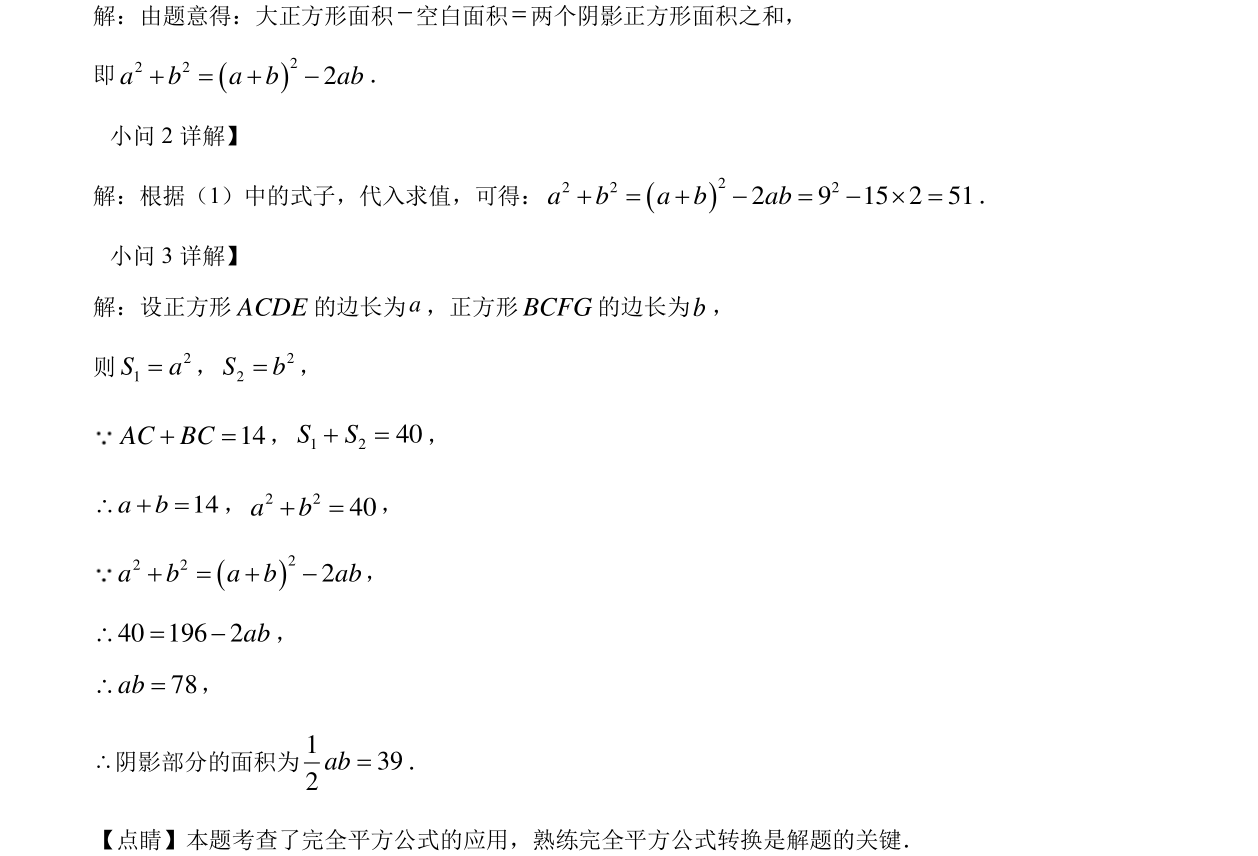 解：由题意得：大正方形面积－空白面积＝两个阴影正方形面积之和，
即 a² + b² = (a+b)² − 2ab．
小问 2 详解】
解：根据（1）中的式子，代入求值，可得：a² + b² = (a+b)² − 2ab = 9² − 15×2 = 51．
小问 3 详解】
解：设正方形 ACDE 的边长为 a，正方形 BCFG 的边长为 b，
则 S₁ = a²，S₂ = b²，
∵ AC + BC = 14，S₁ + S₂ = 40，
∴ a + b = 14，a² + b² = 40，
∵ a² + b² = (a+b)² − 2ab，
∴ 40 = 196 − 2ab，
∴ ab = 78，
∴阴影部分的面积为 1/2 ab = 39．
【点睛】本题考查了完全平方公式的应用，熟练完全平方公式转换是解题的关键．